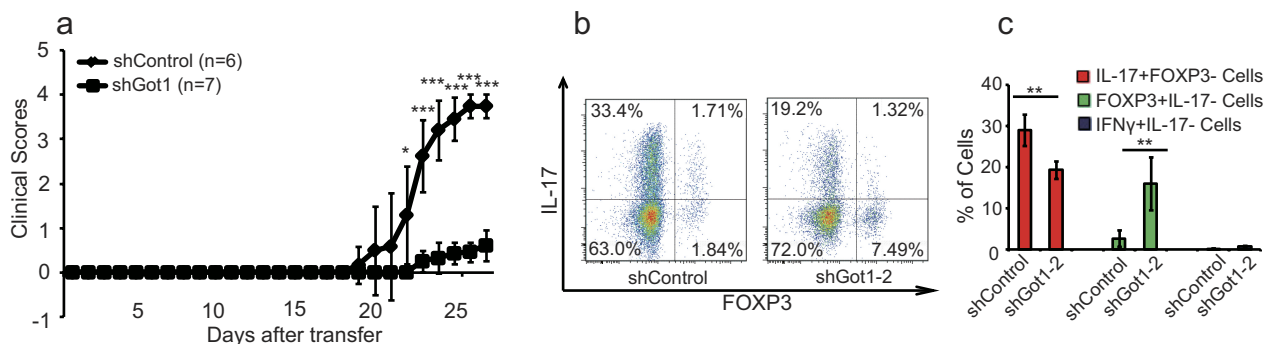 a
shControl (n=6)
shGot1 (n=7)
Clinical Scores
5
4
3
2
1
0
-1
* *** *** *** *** ***
5 10 15 20 25
Days after transfer
b
IL-17
33.4% 1.71%
63.0% 1.84%
shControl
19.2% 1.32%
72.0% 7.49%
shGot1-2
FOXP3
c
IL-17+FOXP3- Cells
FOXP3+IL-17- Cells
IFNγ+IL-17- Cells
% of Cells
40
30
20
10
0
**
**
shControl
shGot1-2
shControl
shGot1-2
shControl
shGot1-2